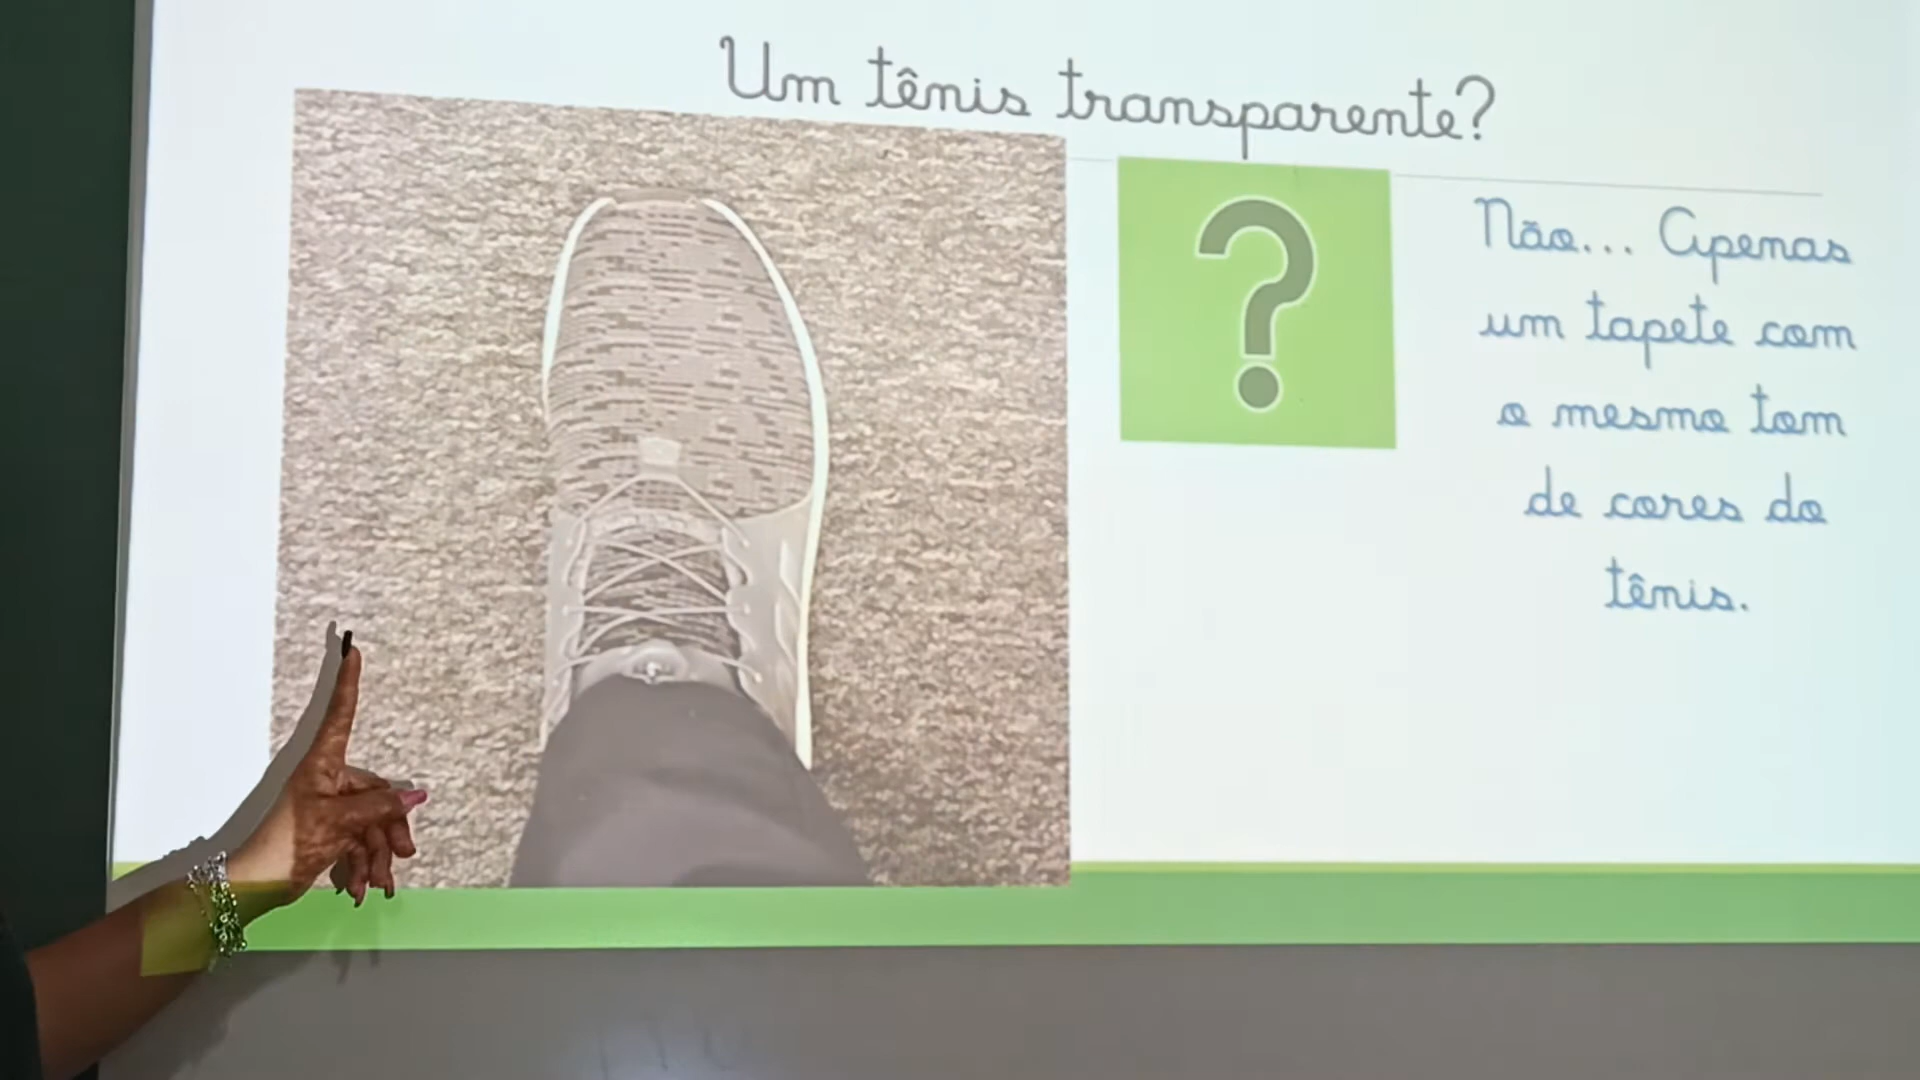 Um tênis transparente?
?
Não... Apenas
um tapete com
o mesmo tom
de cores do
tênis.